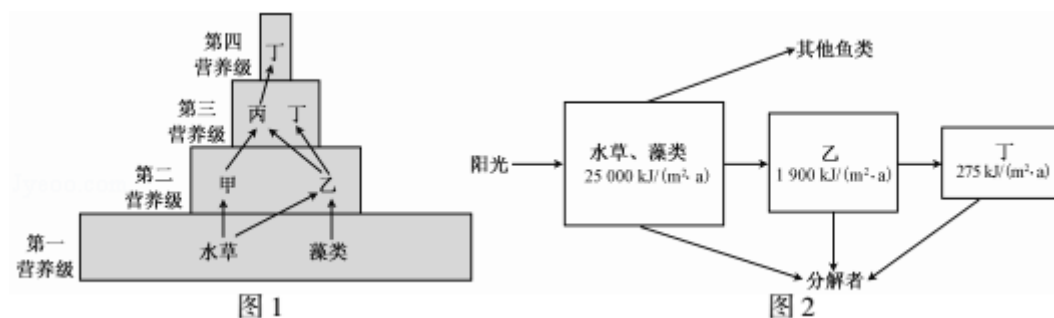 第四
营养级
丁
第三
营养级
丙 丁
第二
营养级
甲 乙
第一
营养级
水草 藻类
图 1
其他鱼类
阳光
水草、藻类
25 000 kJ/(m²·a)
乙
1 900 kJ/(m²·a)
丁
275 kJ/(m²·a)
分解者
图 2